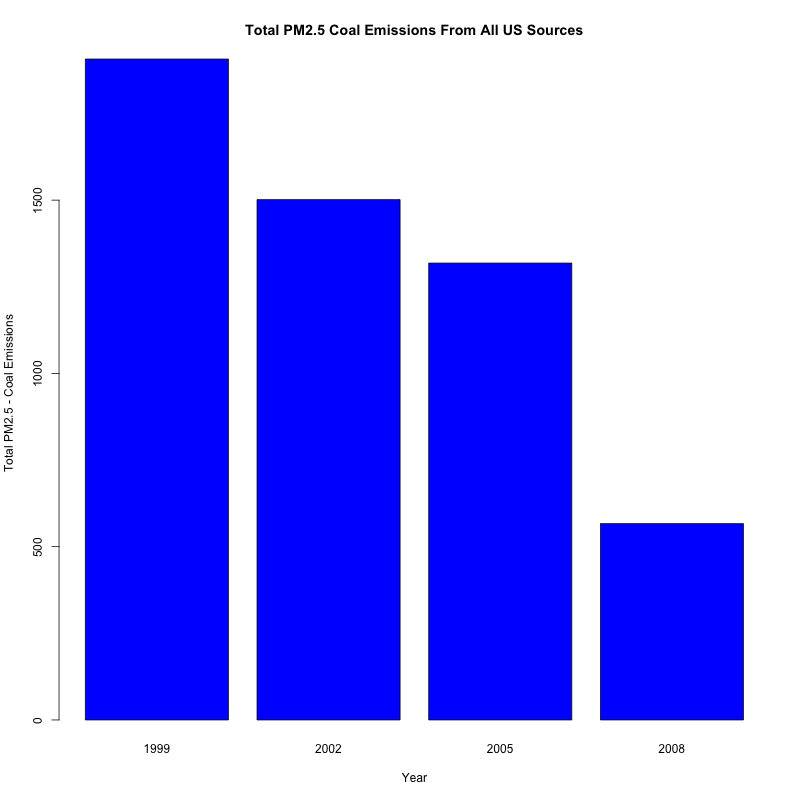 Total PM2.5 Coal Emissions From All US Sources
Total PM2.5 - Coal Emissions
1500
1000
500
0
1999 2002 2005 2008
Year